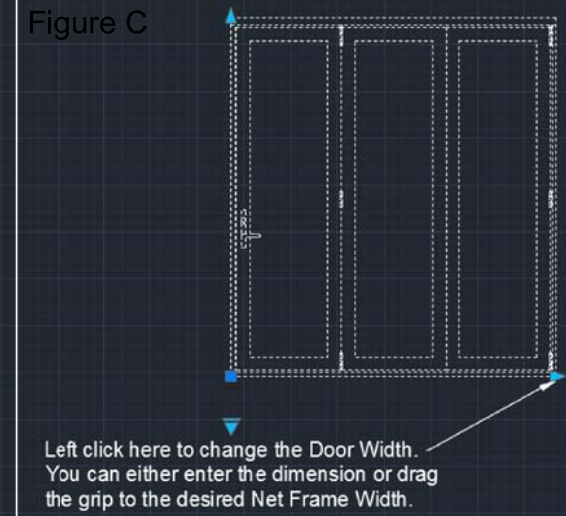 Figure C
Left click here to change the Door Width.
You can either enter the dimension or drag
the grip to the desired Net Frame Width.